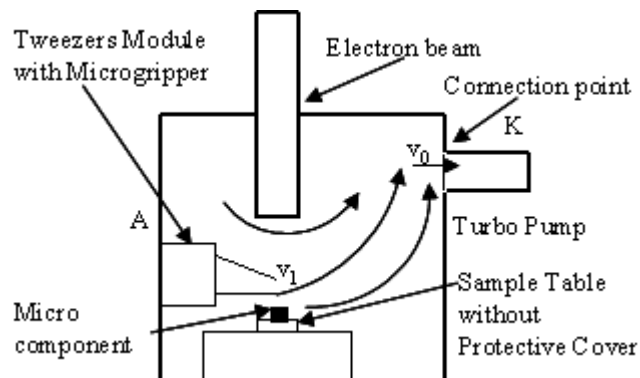 Tweezers Module
with Microgripper
Electron beam
Connection point
K
v0
A
Turbo Pump
v1
Micro
component
Sample Table
without
Protective Cover